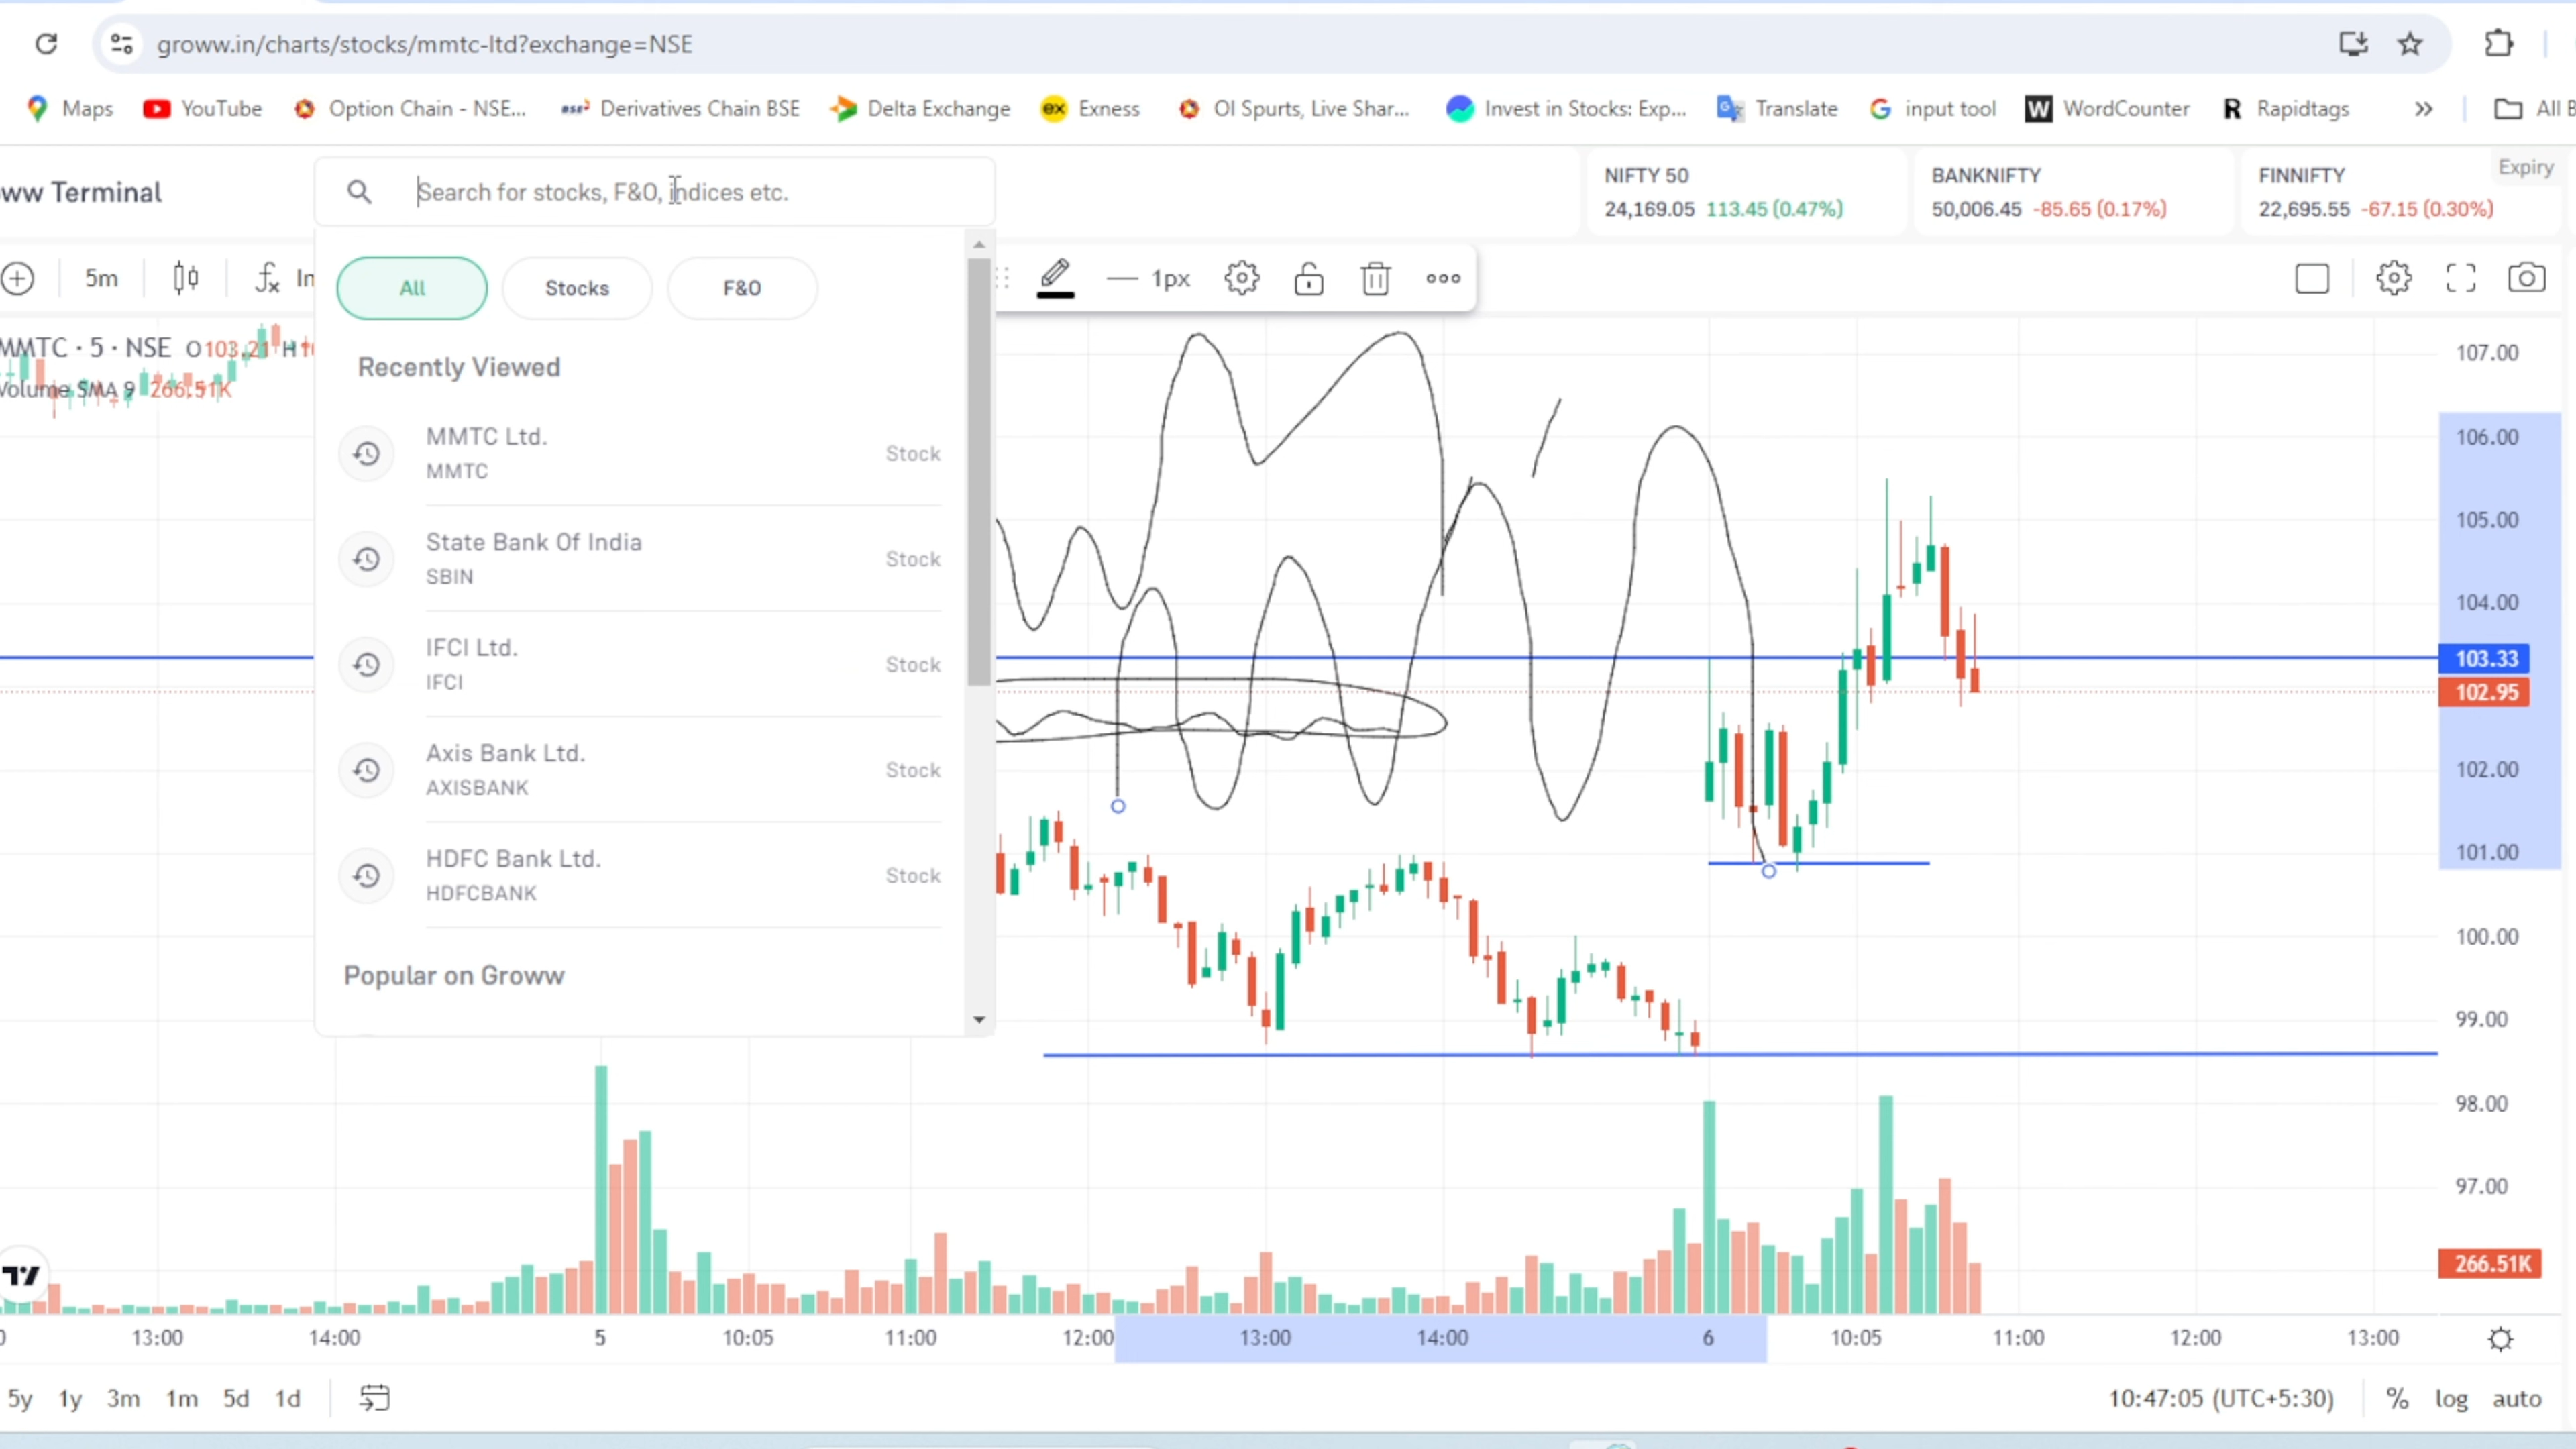 groww.in/charts/stocks/mmtc-ltd?exchange=NSE
Maps YouTube Option Chain - NSE... Derivatives Chain BSE Delta Exchange Exness OI Spurts, Live Shar... Invest in Stocks: Exp... Translate input tool WordCounter Rapidtags » All B
ww Terminal
Search for stocks, F&O, indices etc.
NIFTY 50
24,169.05 113.45 (0.47%)
BANKNIFTY
50,006.45 -85.65 (0.17%)
FINNIFTY
22,695.55 -67.15 (0.30%)
Expiry
5m
In
1px
MMTC · 5 · NSE O103.21 H1
Volume SMA 9 266.51K
All
Stocks
F&O
Recently Viewed
MMTC Ltd.
MMTC
Stock
State Bank Of India
SBIN
Stock
IFCI Ltd.
IFCI
Stock
Axis Bank Ltd.
AXISBANK
Stock
HDFC Bank Ltd.
HDFCBANK
Stock
Popular on Groww
107.00
106.00
105.00
104.00
103.33
102.95
102.00
101.00
100.00
99.00
98.00
97.00
266.51K
13:00 14:00 5 10:05 11:00 12:00 13:00 14:00 6 10:05 11:00 12:00 13:00
5y 1y 3m 1m 5d 1d
10:47:05 (UTC+5:30) % log auto